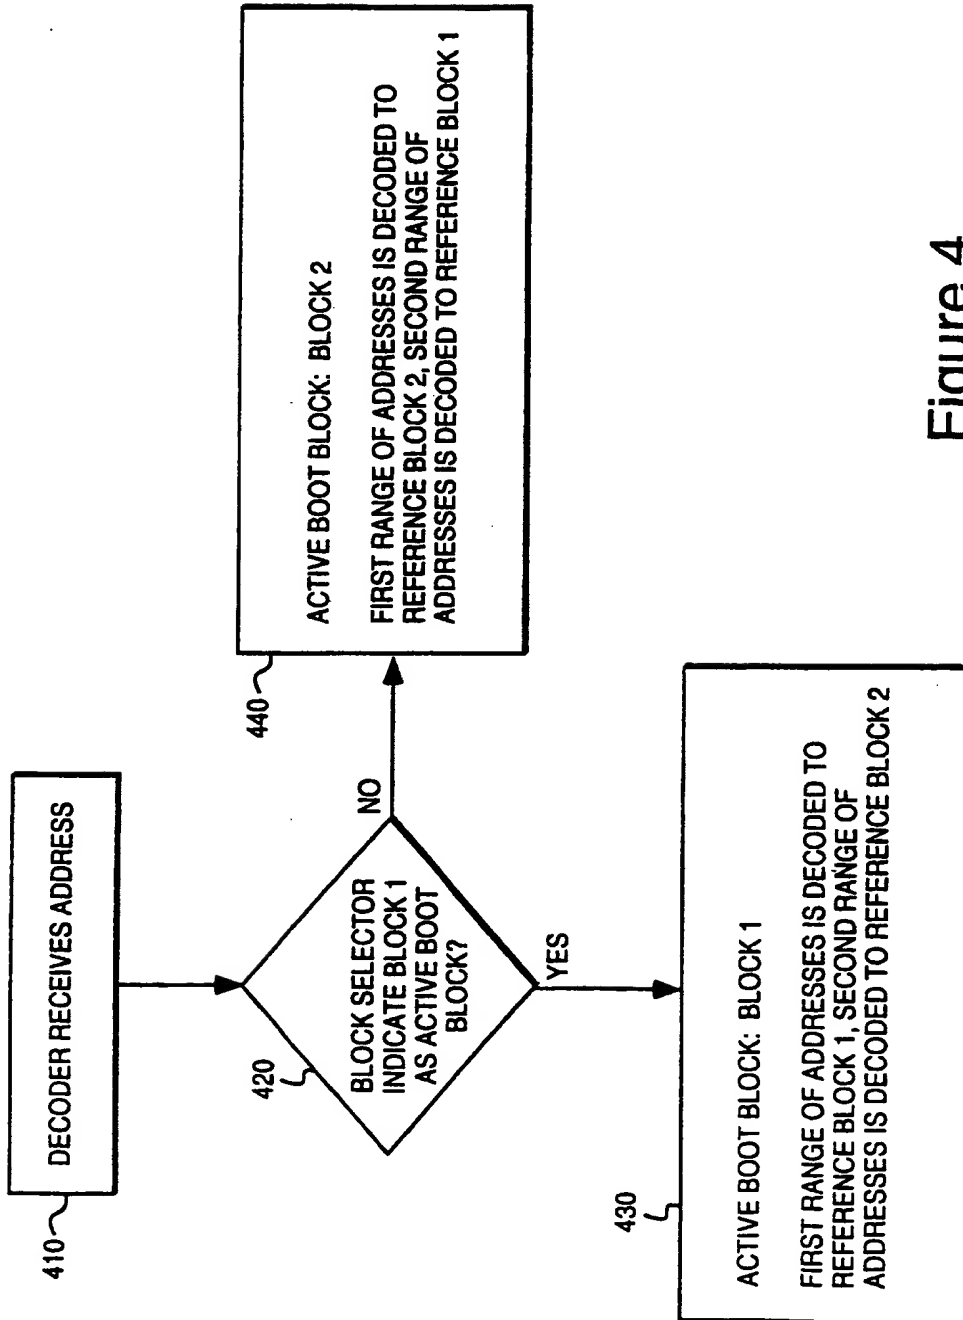 410
DECODER RECEIVES ADDRESS
420
BLOCK SELECTOR
INDICATE BLOCK 1
AS ACTIVE BOOT
BLOCK?
NO
YES
440
ACTIVE BOOT BLOCK: BLOCK 2
FIRST RANGE OF ADDRESSES IS DECODED TO
REFERENCE BLOCK 2, SECOND RANGE OF
ADDRESSES IS DECODED TO REFERENCE BLOCK 1
430
ACTIVE BOOT BLOCK: BLOCK 1
FIRST RANGE OF ADDRESSES IS DECODED TO
REFERENCE BLOCK 1, SECOND RANGE OF
ADDRESSES IS DECODED TO REFERENCE BLOCK 2
Figure 4